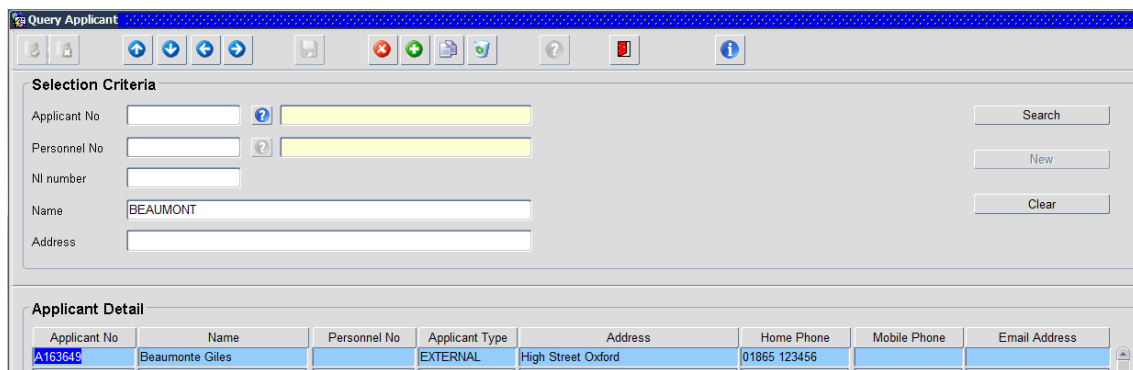 Query Applicant
Selection Criteria
Applicant No
Search
Personnel No
New
NI number
Name BEAUMONT
Clear
Address
Applicant Detail
Applicant No Name Personnel No Applicant Type Address Home Phone Mobile Phone Email Address
A163649 Beaumonte Giles EXTERNAL High Street Oxford 01865 123456